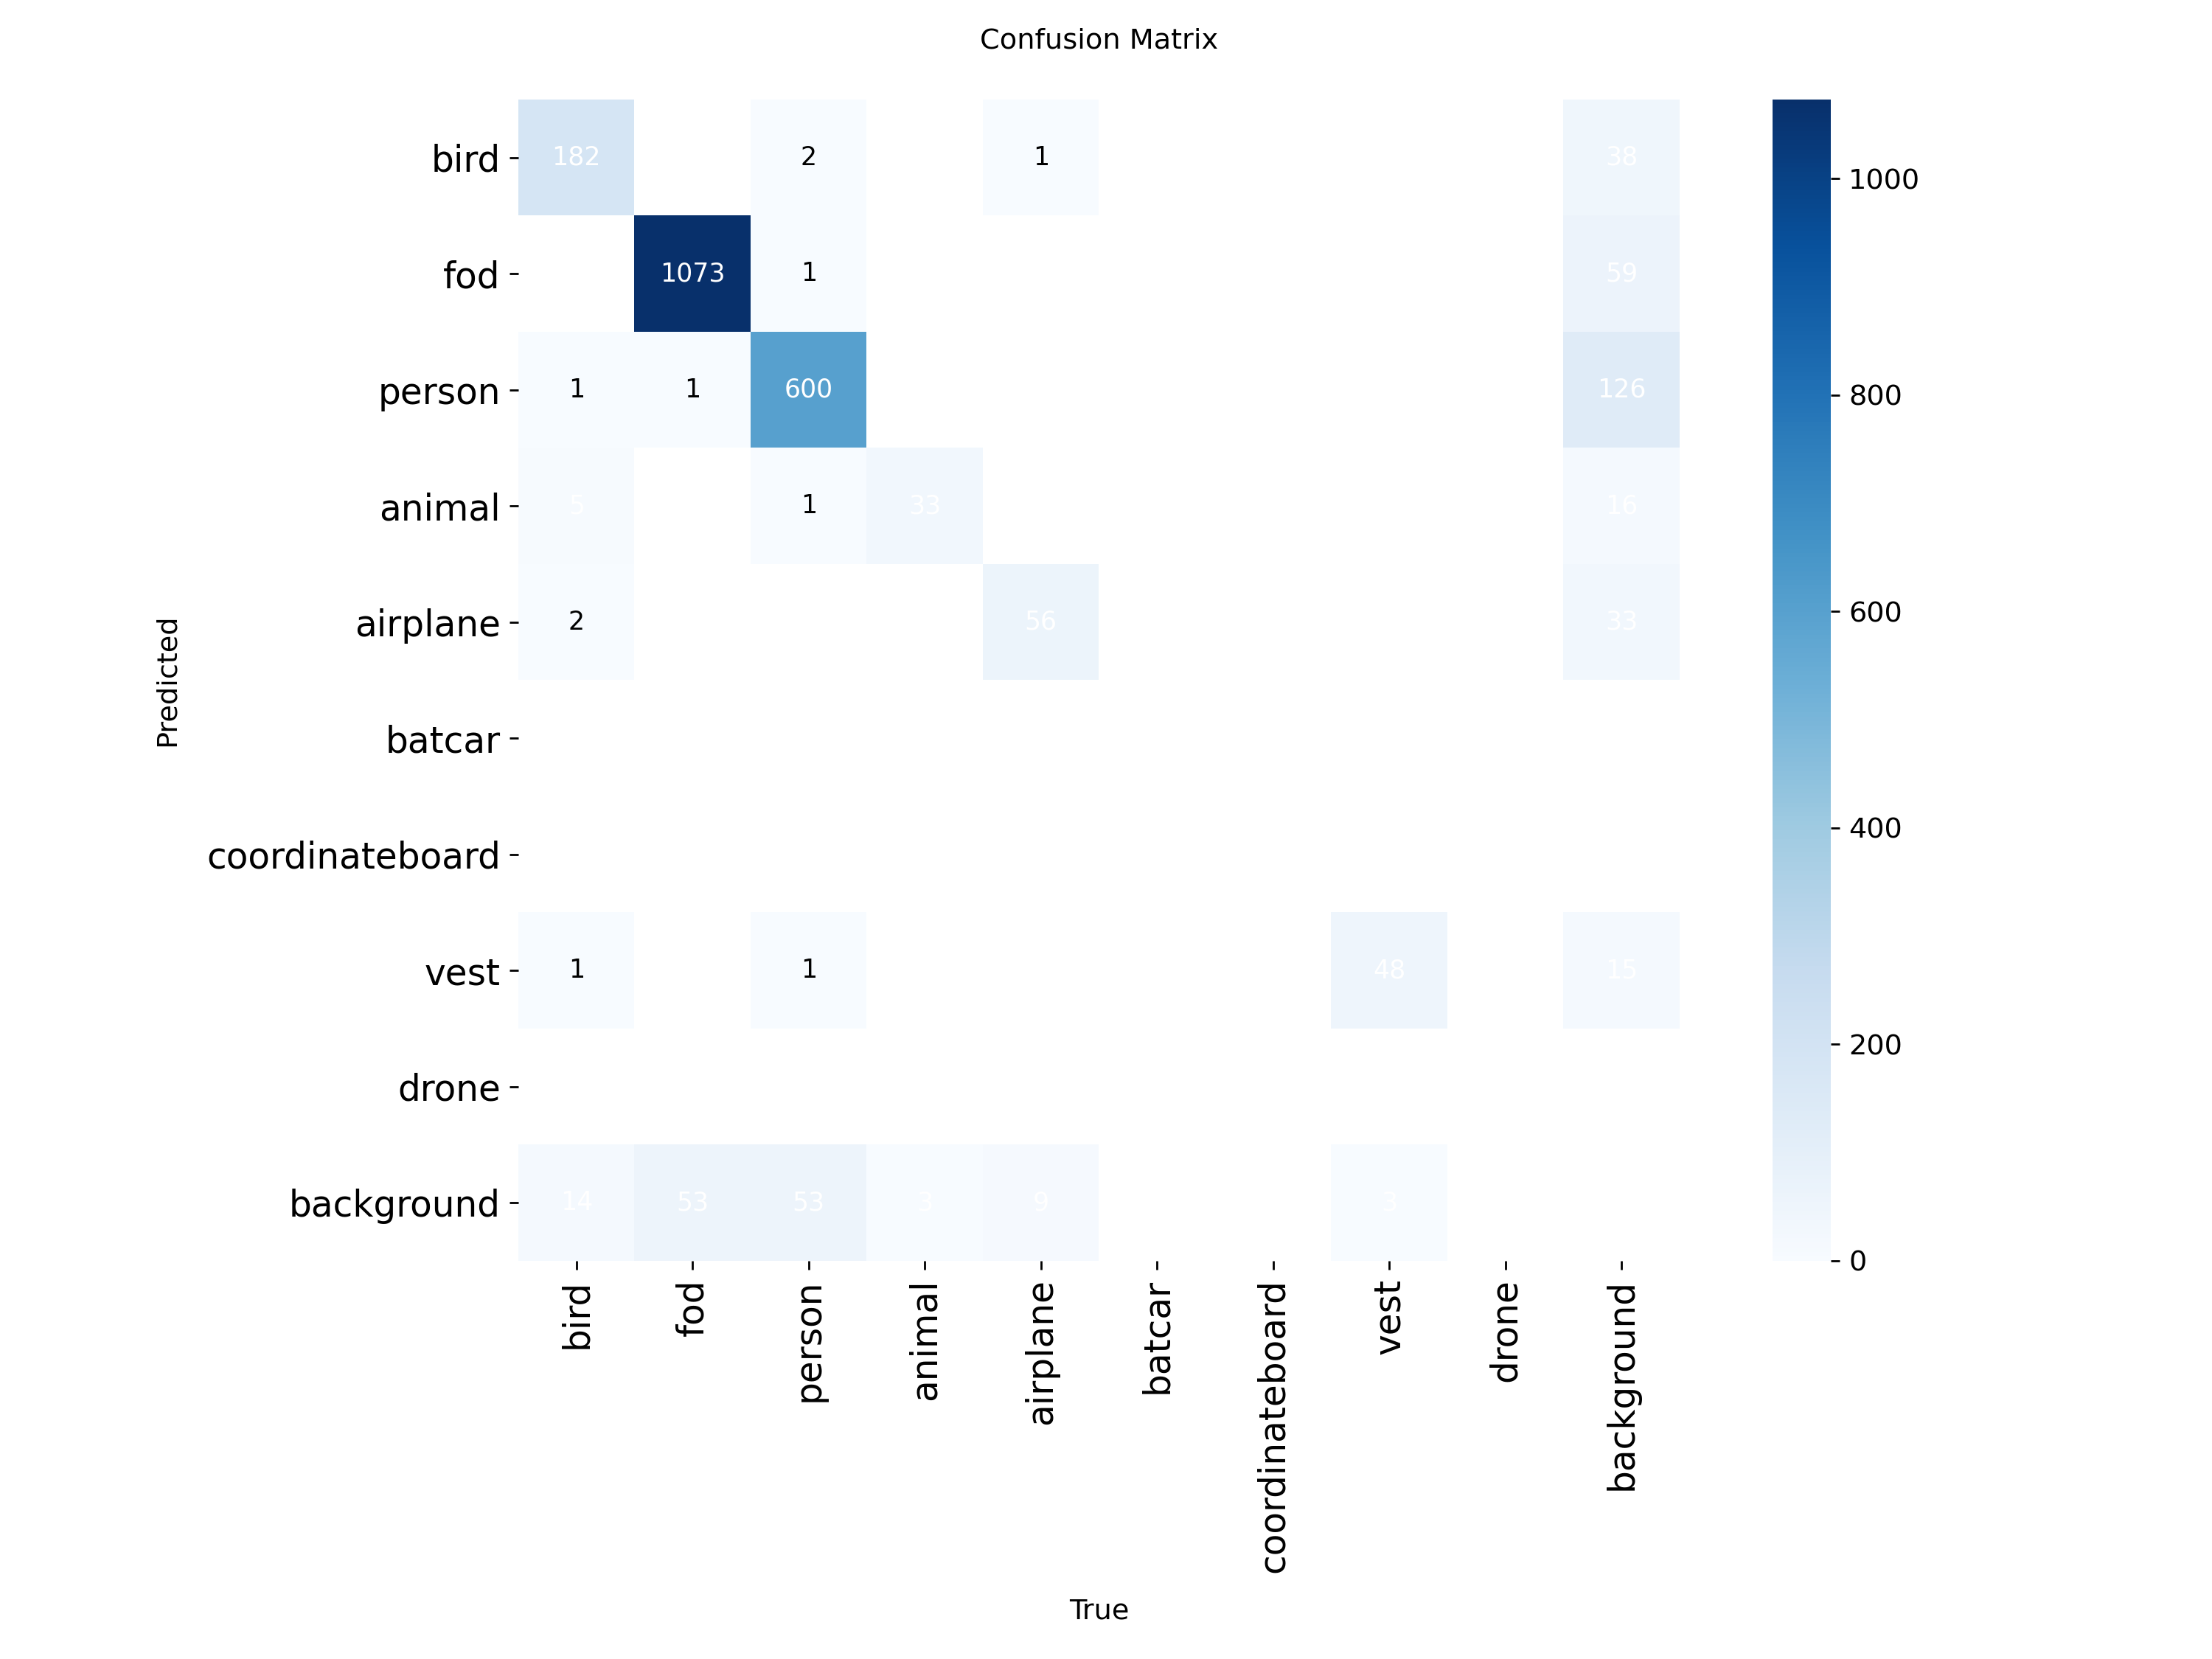 Confusion Matrix
bird 182 2 1 38
fod 1073 1 59
person 1 1 600 126
animal 5 1 33 16
airplane 2 56 33
batcar
coordinateboard
vest 1 1 48 15
drone
background 14 53 53 3 9 3
Predicted
bird fod person animal airplane batcar coordinateboard vest drone background
True
1000
800
600
400
200
0